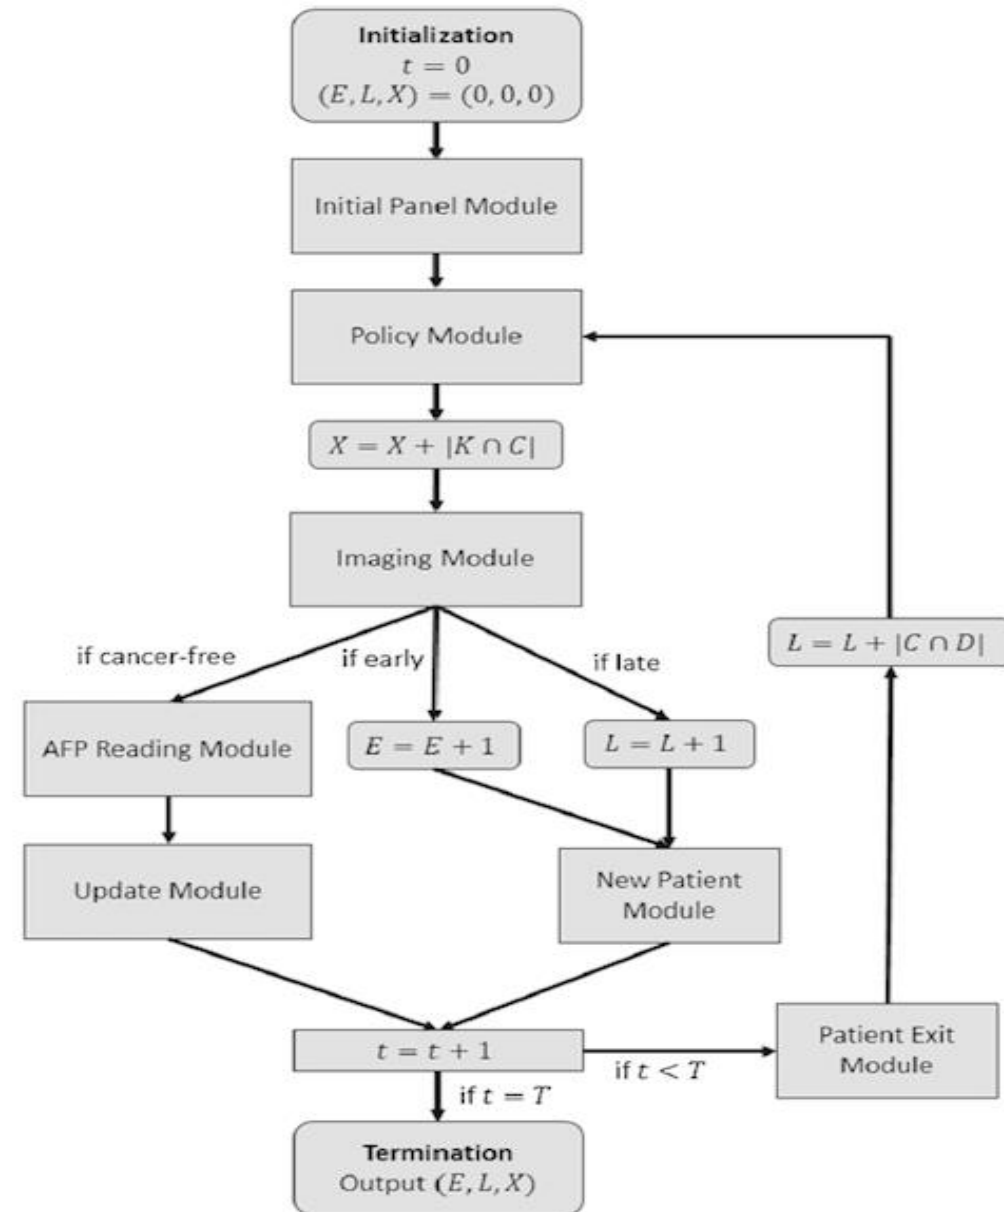 Initialization
t = 0
(E, L, X) = (0, 0, 0)
Initial Panel Module
Policy Module
X = X + |K ∩ C|
Imaging Module
if cancer-free
if early
if late
L = L + |C ∩ D|
AFP Reading Module
E = E + 1
L = L + 1
Update Module
New Patient
Module
t = t + 1
if t < T
Patient Exit
Module
if t = T
Termination
Output (E, L, X)